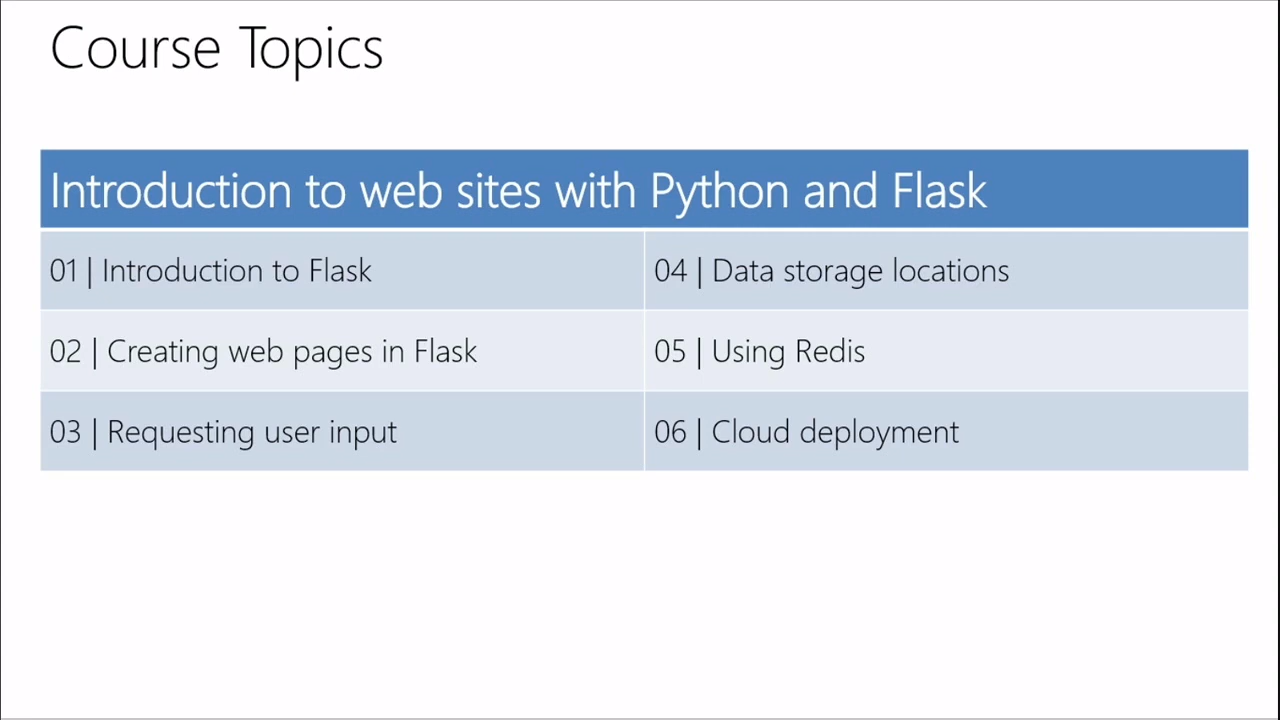 Course Topics
Introduction to web sites with Python and Flask
01 | Introduction to Flask
04 | Data storage locations
02 | Creating web pages in Flask
05 | Using Redis
03 | Requesting user input
06 | Cloud deployment